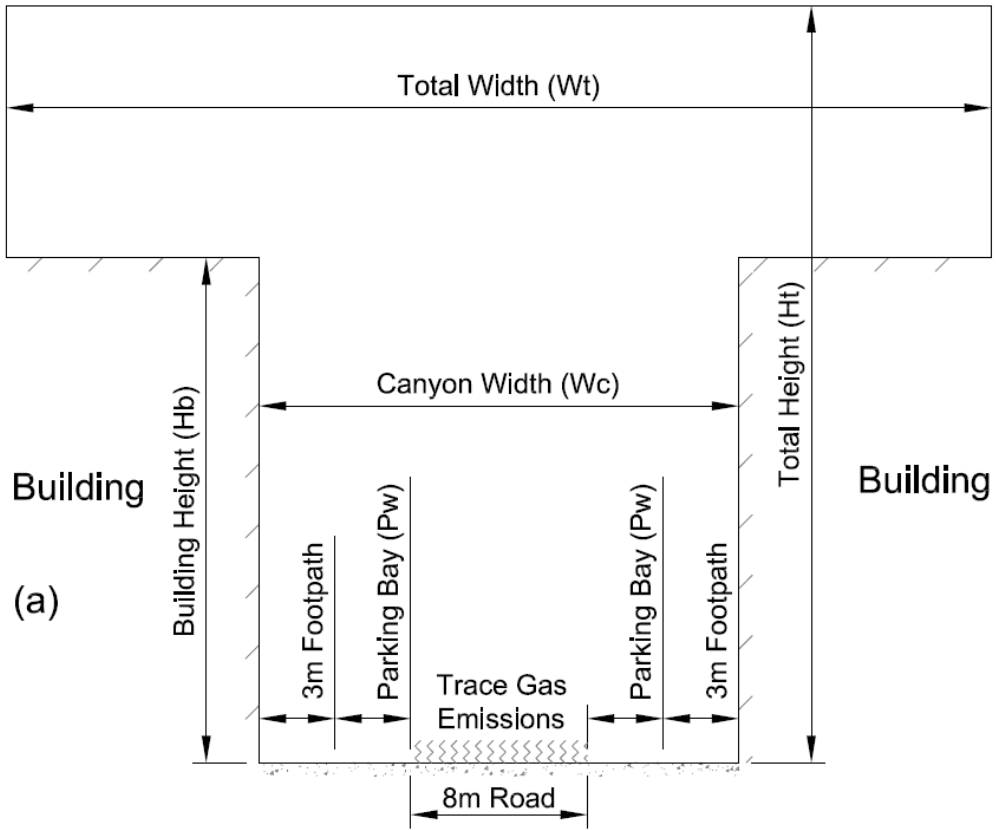 Total Width (Wt)
Total Height (Ht)
Canyon Width (Wc)
Building Height (Hb)
Building
Building
(a)
3m Footpath
Parking Bay (Pw)
Trace Gas
Emissions
Parking Bay (Pw)
3m Footpath
8m Road